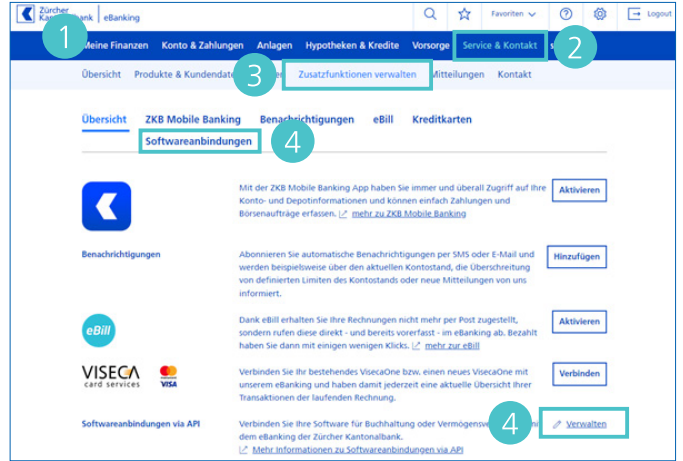 Zürcher
Kantonalbank eBanking
Favoriten
Logout
1
Meine Finanzen Konto & Zahlungen Anlagen Hypotheken & Kredite Vorsorge Service & Kontakt
2
Übersicht Produkte & Kundendaten
3
Zusatzfunktionen verwalten Mitteilungen Kontakt
Übersicht ZKB Mobile Banking Benachrichtigungen eBill Kreditkarten
Softwareanbindungen
4
Mit der ZKB Mobile Banking App haben Sie immer und überall Zugriff auf Ihre
Konto- und Depotinformationen und können einfach Zahlungen und
Börsenaufträge erfassen. mehr zu ZKB Mobile Banking
Aktivieren
Benachrichtigungen
Abonnieren Sie automatische Benachrichtigungen per SMS oder E-Mail und
werden beispielsweise über den aktuellen Kontostand, die Überschreitung
von definierten Limiten des Kontostands oder neue Mitteilungen von uns
informiert.
Hinzufügen
eBill
Dank eBill erhalten Sie Ihre Rechnungen nicht mehr per Post zugestellt,
sondern rufen diese direkt - und bereits vorerfasst - im eBanking ab. Bezahlt
haben Sie dann mit einigen wenigen Klicks. mehr zur eBill
Aktivieren
VISECA
card services
VISA
Verbinden Sie Ihr bestehendes VisecaOne bzw. einen neues VisecaOne mit
unserem eBanking und haben damit jederzeit eine aktuelle Übersicht Ihrer
Transaktionen der laufenden Rechnung.
Verbinden
Softwareanbindungen via API
Verbinden Sie Ihre Software für Buchhaltung oder
dem eBanking der Zürcher Kantonalbank.
Mehr Informationen zu Softwareanbindungen via API
4
Verwalten